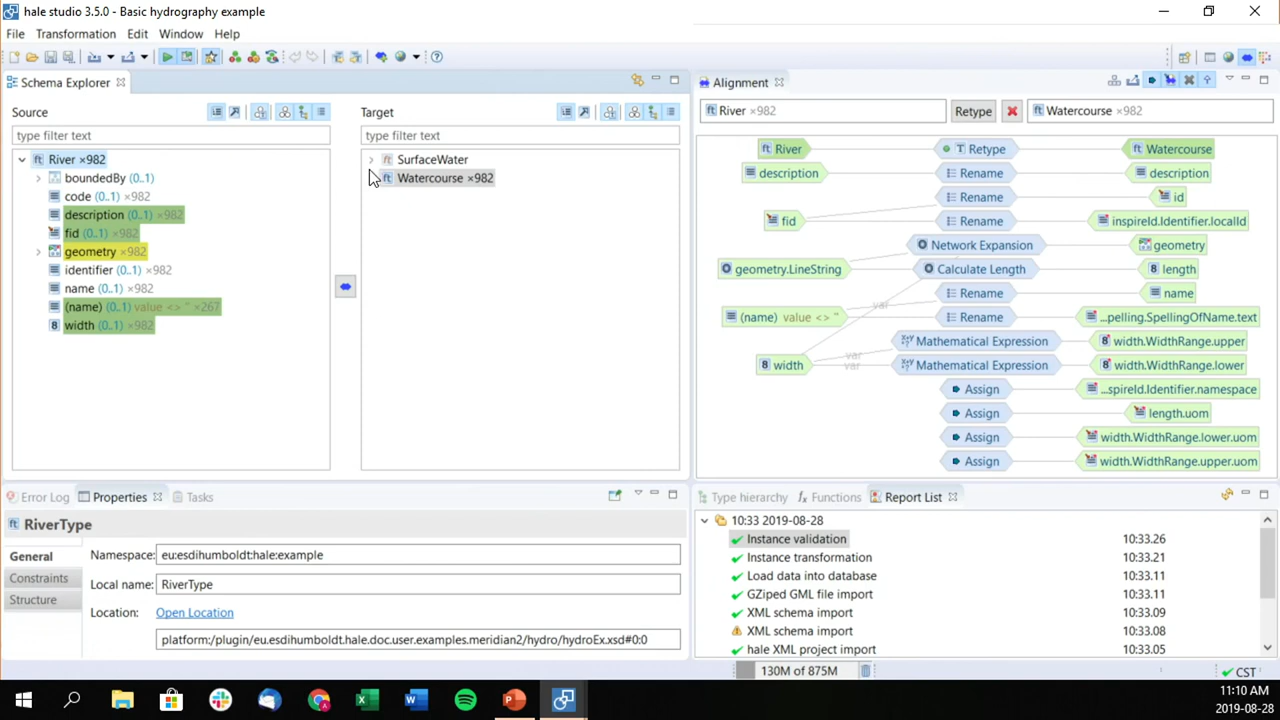 hale studio 3.5.0 - Basic hydrography example
File Transformation Edit Window Help
Schema Explorer
Source
type filter text
River ×982
boundedBy (0..1)
code (0..1) ×982
description (0..1) ×982
fid (0..1) ×982
geometry ×982
identifier (0..1) ×982
name (0..1) ×982
(name) (0..1) value <> '' ×267
width (0..1) ×982
Target
type filter text
SurfaceWater
Watercourse ×982
Alignment
River ×982 Retype Watercourse ×982
River Retype Watercourse
description Rename description
Rename id
fid Rename inspireId.Identifier.localId
Network Expansion geometry
geometry.LineString Calculate Length length
var Rename name
(name) value <> '' Rename ...pelling.SpellingOfName.text
Mathematical Expression width.WidthRange.upper
var
width var Mathematical Expression width.WidthRange.lower
Assign ...spireId.Identifier.namespace
Assign length.uom
Assign width.WidthRange.lower.uom
Assign width.WidthRange.upper.uom
Error Log Properties Tasks
RiverType
General
Constraints
Structure
Namespace: eu:esdihumboldt:hale:example
Local name: RiverType
Location: Open Location
platform:/plugin/eu.esdihumboldt.hale.doc.user.examples.meridian2/hydro/hydroEx.xsd#0:0
Type hierarchy Functions Report List
10:33 2019-08-28
Instance validation 10:33.26
Instance transformation 10:33.21
Load data into database 10:33.11
GZiped GML file import 10:33.11
XML schema import 10:33.09
XML schema import 10:33.08
hale XML project import 10:33.05
130M of 875M
CST
11:10 AM
2019-08-28